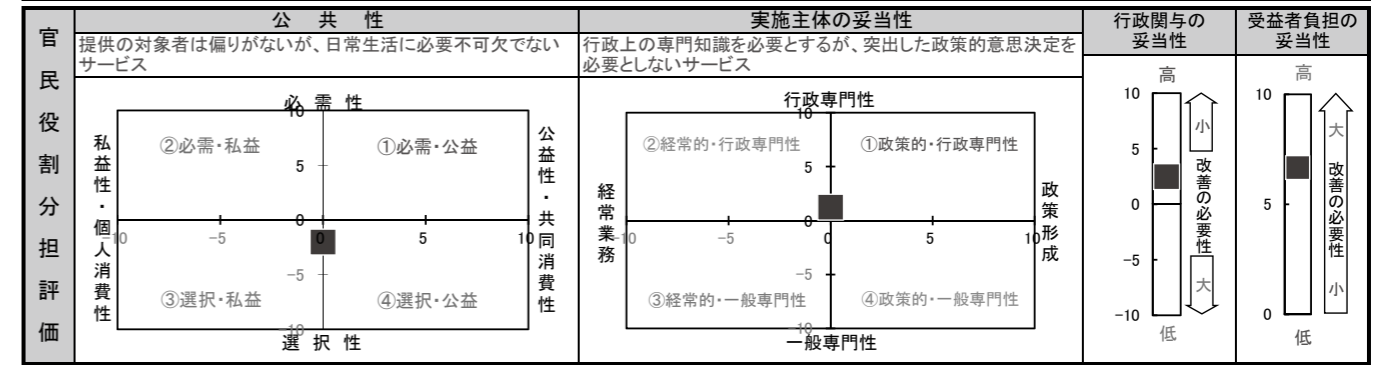 官民役割分担評価
公　共　性
提供の対象者は偏りがないが、日常生活に必要不可欠でない
サービス
必 需 性
10
私益性・個人消費性
②必需・私益
①必需・公益
公益性・共同消費性
5
0
-10
-5
0
5
10
-5
③選択・私益
④選択・公益
-10
選 択 性
実施主体の妥当性
行政上の専門知識を必要とするが、突出した政策的意思決定を
必要としないサービス
行政専門性
10
②経常的・行政専門性
①政策的・行政専門性
5
経常業務
政策形成
0
-10
-5
0
5
10
-5
③経常的・一般専門性
④政策的・一般専門性
-10
一般専門性
行政関与の
妥当性
高
10
小
5
改善の必要性
0
-5
大
-10
低
受益者負担の
妥当性
高
10
大
改善の必要性
5
小
0
低